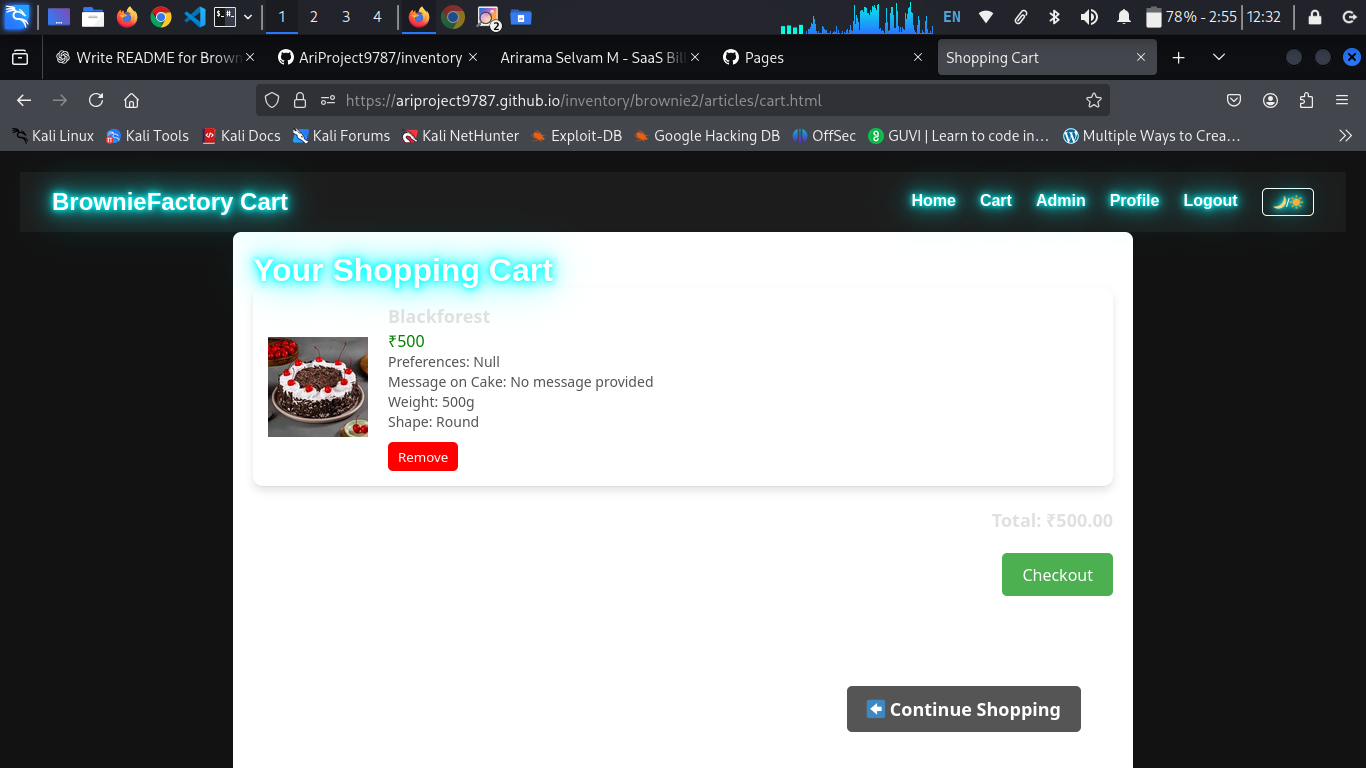 1 2 3 4 2 EN 78% - 2:55 12:32
Write README for Brown AriProject9787/inventory Arirama Selvam M - SaaS Bil Pages Shopping Cart
https://ariproject9787.github.io/inventory/brownie2/articles/cart.html
Kali Linux Kali Tools Kali Docs Kali Forums Kali NetHunter Exploit-DB Google Hacking DB OffSec GUVI | Learn to code in… Multiple Ways to Crea…
BrownieFactory Cart Home Cart Admin Profile Logout 🌙/☀️
Your Shopping Cart
Blackforest
₹500
Preferences: Null
Message on Cake: No message provided
Weight: 500g
Shape: Round
Remove
Total: ₹500.00
Checkout
⬅️ Continue Shopping